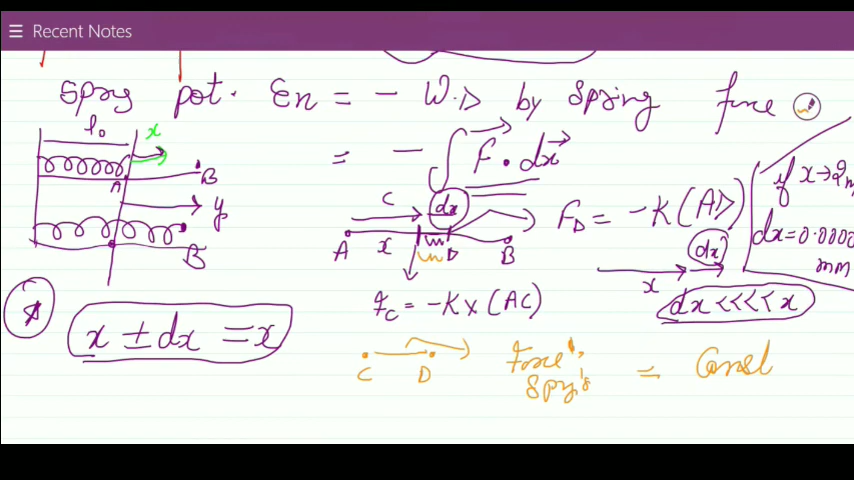 Recent Notes
Spring pot. En = - W.D by Spring force
l₀ x
= - ∫ F⃗ . dx⃗
A B
C dx
if x → 2m
y
F_D = -K (AD)
dx = 0.0000
mm
A x D B
dx
x
B
f_C = -K x (AC)
dx <<<< x
x ± dx = x
C D Force = Const
Spring's